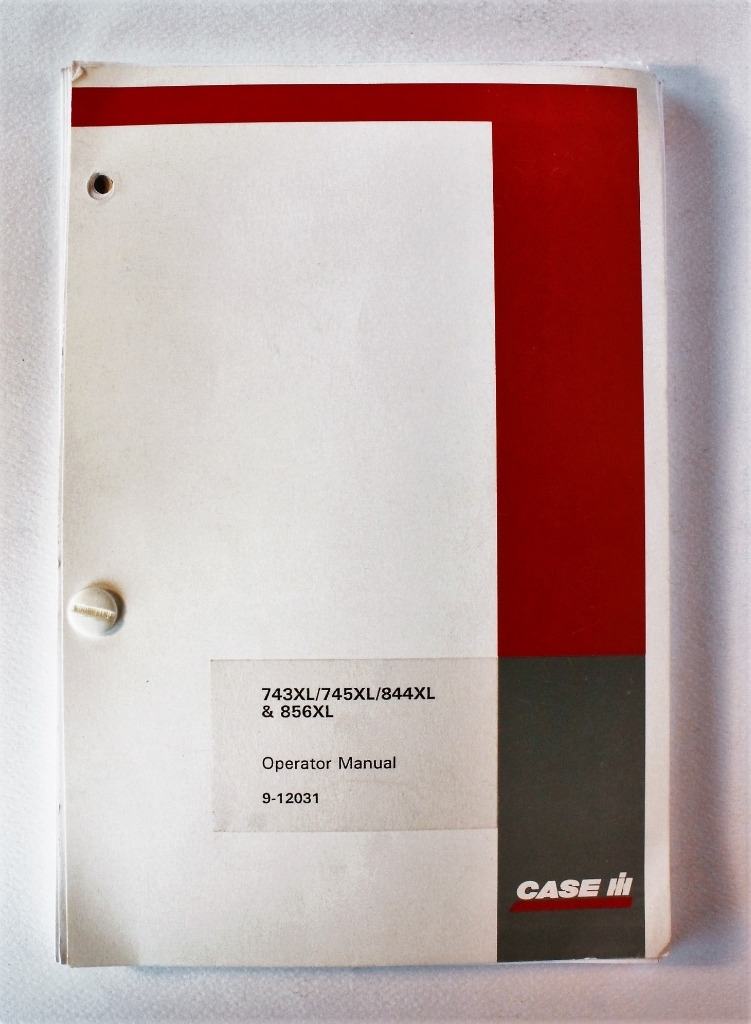 743XL/745XL/844XL
& 856XL
Operator Manual
9-12031
CASE IH